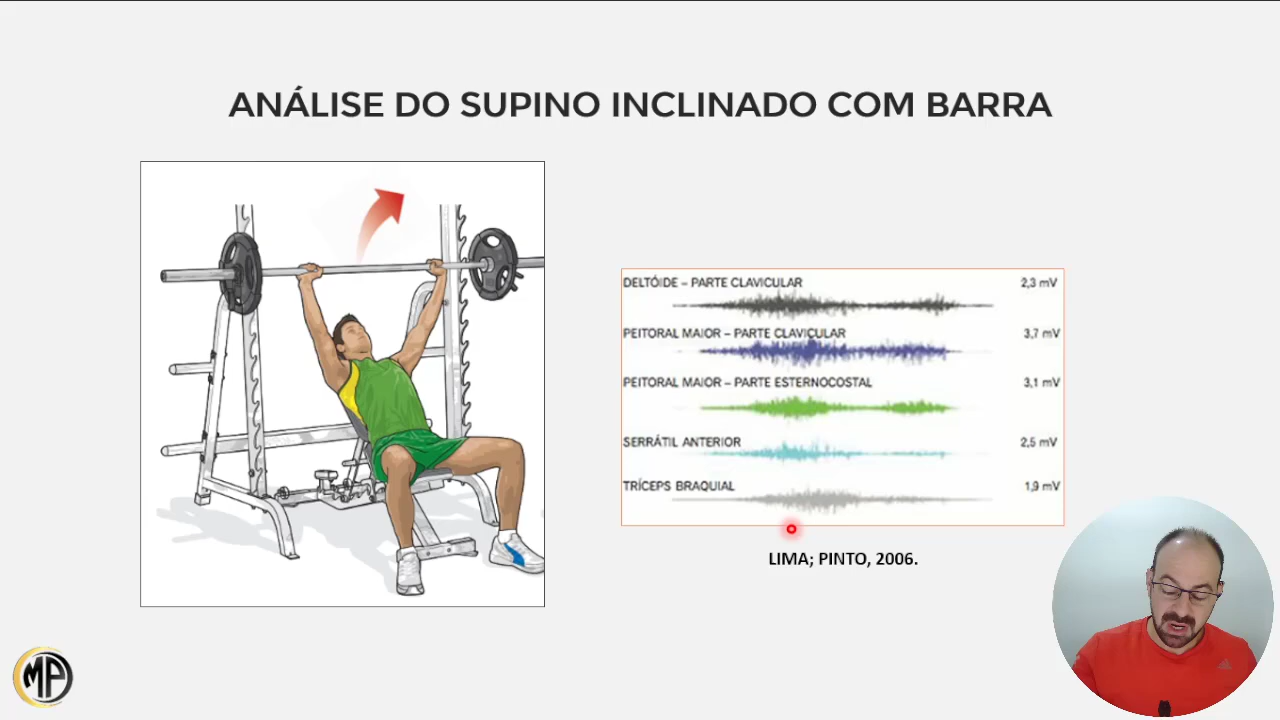 ANÁLISE DO SUPINO INCLINADO COM BARRA
DELTÓIDE – PARTE CLAVICULAR 2,3 mV
PEITORAL MAIOR – PARTE CLAVICULAR 3,7 mV
PEITORAL MAIOR – PARTE ESTERNOCOSTAL 3,1 mV
SERRÁTIL ANTERIOR 2,5 mV
TRÍCEPS BRAQUIAL 1,9 mV
LIMA; PINTO, 2006.
MP